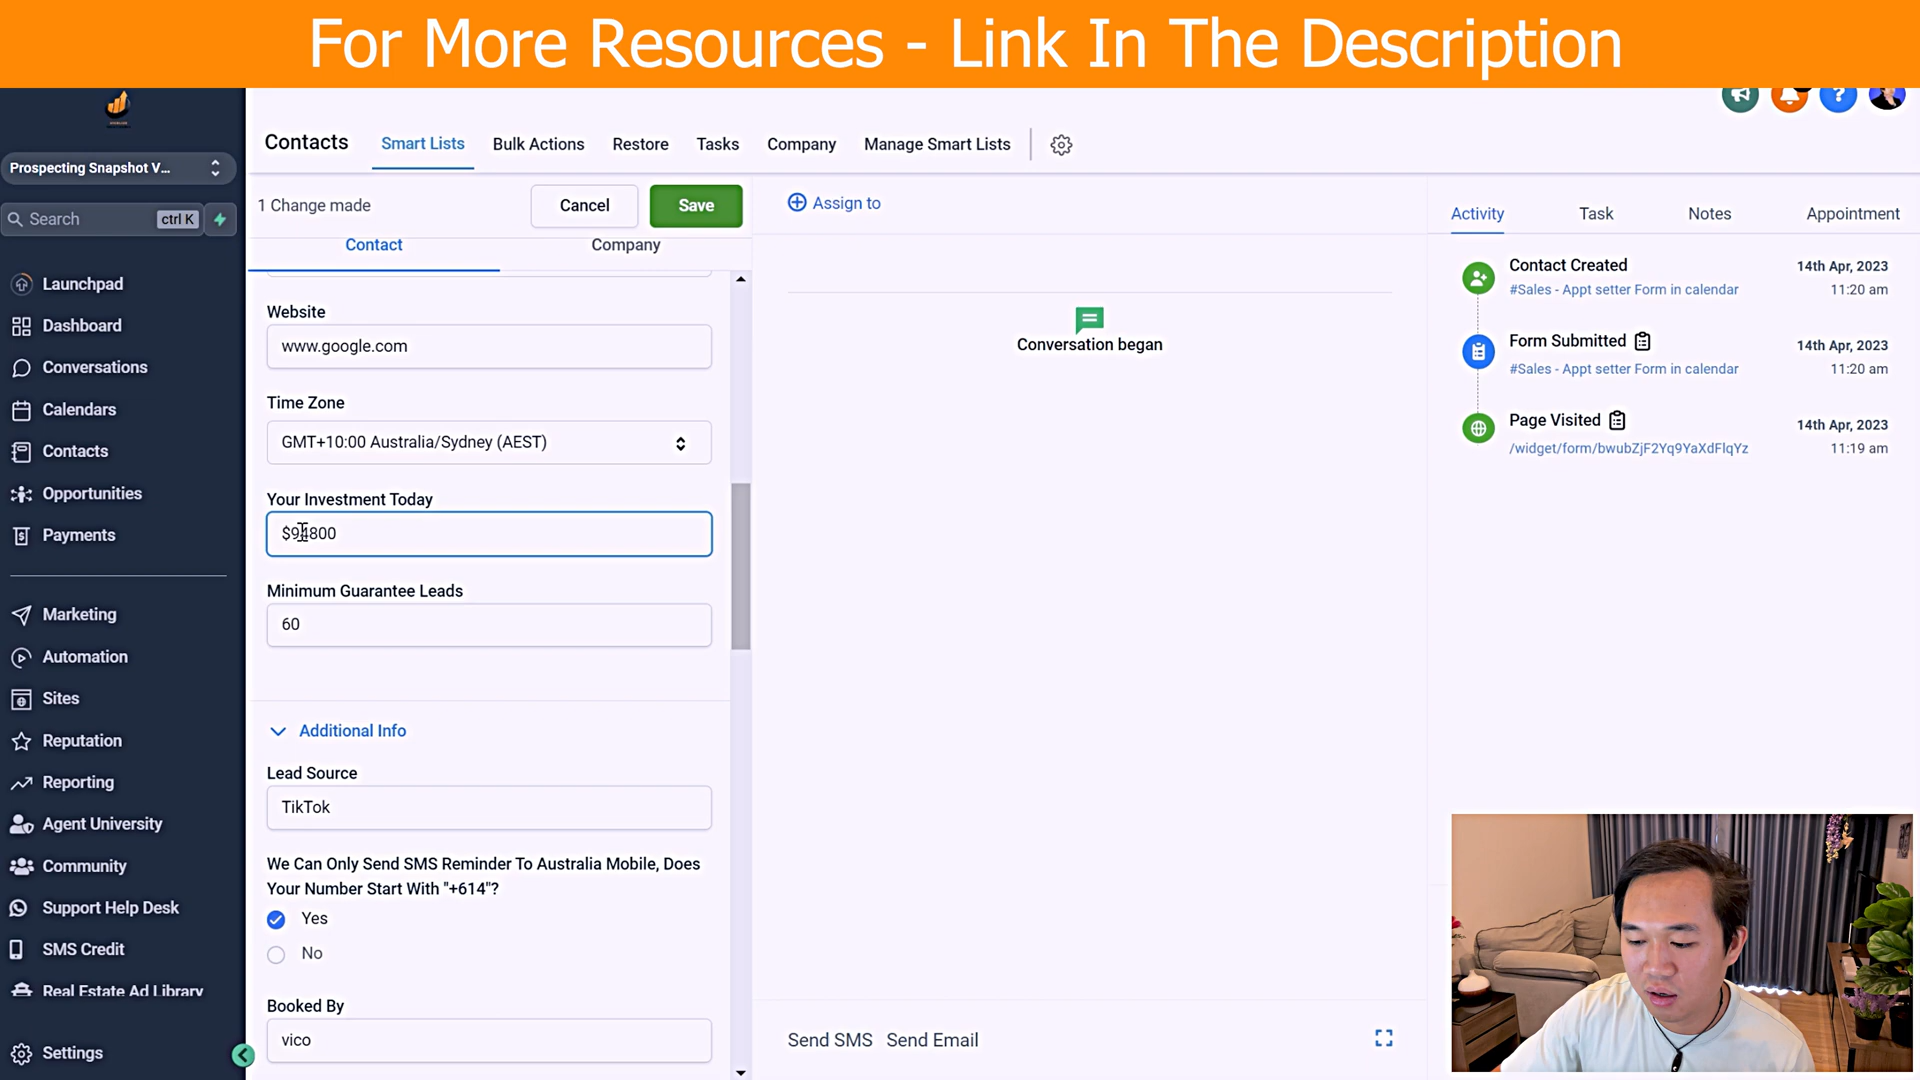 For More Resources - Link In The Description
Prospecting Snapshot V...
Search
ctrl K
Launchpad
Dashboard
Conversations
Calendars
Contacts
Opportunities
Payments
Marketing
Automation
Sites
Reputation
Reporting
Agent University
Community
Support Help Desk
SMS Credit
Real Estate Ad Library
Settings
Contacts
Smart Lists
Bulk Actions
Restore
Tasks
Company
Manage Smart Lists
1 Change made
Cancel
Save
Contact
Company
Website
www.google.com
Time Zone
GMT+10:00 Australia/Sydney (AEST)
Your Investment Today
$94800
Minimum Guarantee Leads
60
Additional Info
Lead Source
TikTok
We Can Only Send SMS Reminder To Australia Mobile, Does
Your Number Start With "+614"?
Yes
No
Booked By
vico
Assign to
Conversation began
Send SMS
Send Email
Activity
Task
Notes
Appointment
Contact Created
14th Apr, 2023
#Sales - Appt setter Form in calendar
11:20 am
Form Submitted
14th Apr, 2023
#Sales - Appt setter Form in calendar
11:20 am
Page Visited
14th Apr, 2023
/widget/form/bwubZjF2Yq9YaXdFlqYz
11:19 am